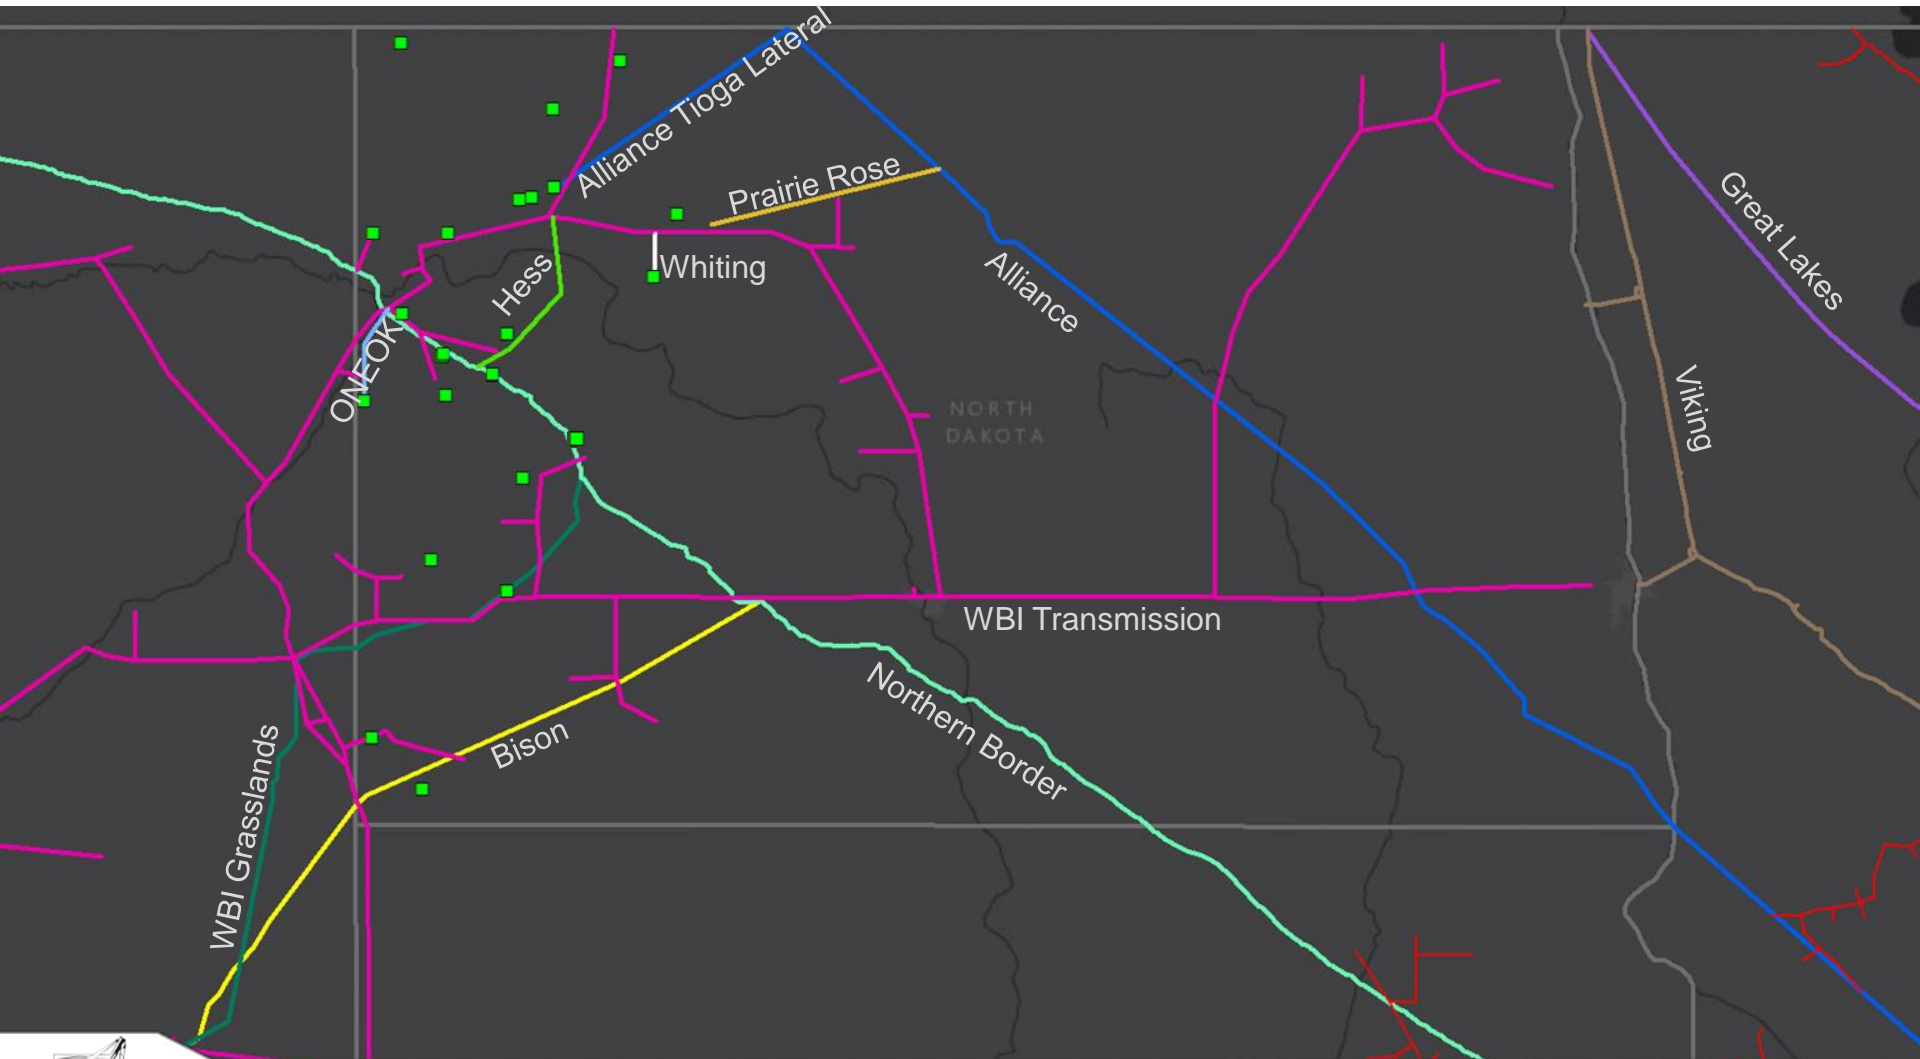 Alliance Tioga Lateral
Prairie Rose
Great Lakes
Hess
Whiting
Alliance
ONEOK
Viking
NORTH
DAKOTA
WBI Transmission
Northern Border
Bison
WBI Grasslands